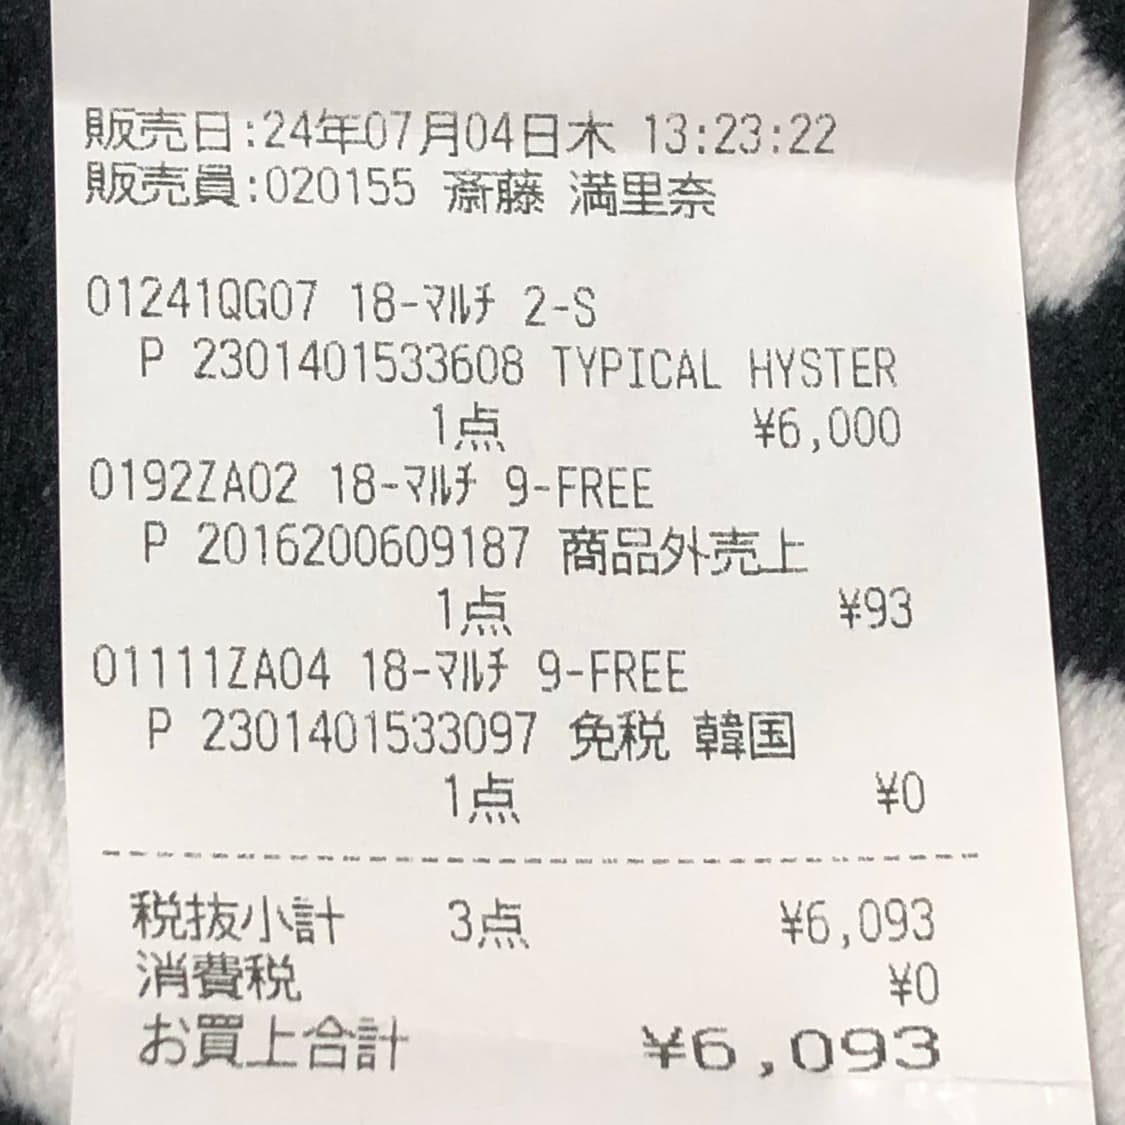 販売日:24年07月04日木 13:23:22
販売員:020155 斎藤 満里奈
01241QG07 18-マルチ 2-S
P 2301401533608 TYPICAL HYSTER
1点 ¥6,000
0192ZA02 18-マルチ 9-FREE
P 2016200609187 商品外売上
1点 ¥93
01111ZA04 18-マルチ 9-FREE
P 2301401533097 免税 韓国
1点 ¥0
税抜小計 3点 ¥6,093
消費税 ¥0
お買上合計 ¥6,093